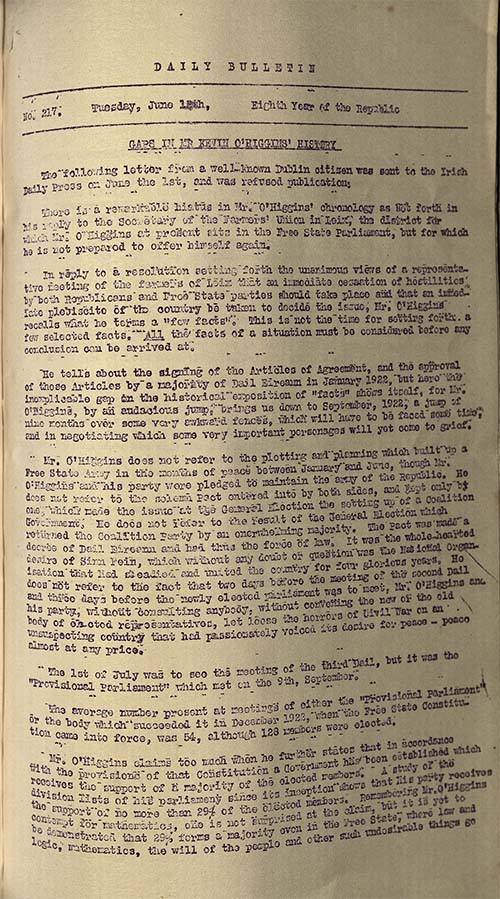 DAILY BULLETIN
No. 217. Tuesday, June 12th, Eighth Year of the Republic
GAPS IN MR KEVIN O'HIGGINS' HISTORY
The following letter from a well-known Dublin citizen was sent to the Irish
Daily Press on June the 1st, and was refused publication;
There is a remarkable hiatus in Mr. O'Higgins' chronology as set forth in
his reply to the Secretary of the Farmers' Union in Leix, the district for
which Mr. O'Higgins at present sits in the Free State Parliament, but for which
he is not prepared to offer himself again.
In reply to a resolution setting forth the unanimous views of a representa-
tive meeting of the farmers of Leix that an immediate cessation of hostilities
by both Republicans and Free State parties should take place and that an immed-
iate plebiscite of the country be taken to decide the issue, Mr. O'Higgins
recalls what he terms a "few facts". This is not the time for setting forth a
few selected facts. All the facts of a situation must be considered before any
conclusion can be arrived at.
He tells about the signing of the Articles of Agreement, and the approval
of those Articles by a majority of Dail Eireann in January 1922, but here the
inexplicable gap in the historical exposition of "facts" shows itself, for Mr.
O'Higgins, by an audacious jump, brings us down to September, 1922, a jump of
nine months over some very awkward fences, which will have to be faced some time,
and in negotiating which some very important personages will yet come to grief.
Mr. O'Higgins does not refer to the plotting and planning which built up a
Free State Army in the months of peace between January and June, though Mr.
O'Higgins and his party were pledged to maintain the army of the Republic. He
does not refer to the solemn Pact entered into by both sides, and kept only by
one, which made the issue at the General Election the setting up of a Coalition
Government. He does not refer to the result of the General Election which
returned the Coalition Party by an overwhelming majority. The Pact was made a
decree of Dail Eireann and had thus the force of law. It was the whole-hearted
desire of Sinn Fein, which without any doubt or question was the National Organ-
isation that had steadied and united the country for four glorious years. He
does not refer to the fact that two days before the meeting of the second Dail
and three days before the newly elected parliament was to meet, Mr. O'Higgins and
his party, without consulting anybody, without convening the new or the old
body of elected representatives, let loose the horrors of Civil War on an
unsuspecting country that had passionately voiced its desire for peace - peace
almost at any price.
The 1st of July was to see the meeting of the third Dail, but it was the
"Provisional Parliament" which met on the 9th, September.
The average number present at meetings of either the "Provisional Parliament"
or the body which succeeded it in December 1922, when the Free State Constitu-
tion came into force, was 54, although 128 members were elected.
Mr. O'Higgins claims too much when he further states that in accordance
with the provisions of that Constitution a Government has been established which
receives the support of a majority of the elected members. A study of the
division lists of his parliament since its inception shows that his party receives
the support of no more than 29% of the elected members. Remembering Mr. O'Higgins
contempt for mathematics, one is not surprised at the claim, but it is yet to
be demonstrated that 29% forms a majority even in the Free State, where law and
logic, mathematics, the will of the people and other such undesirable things go